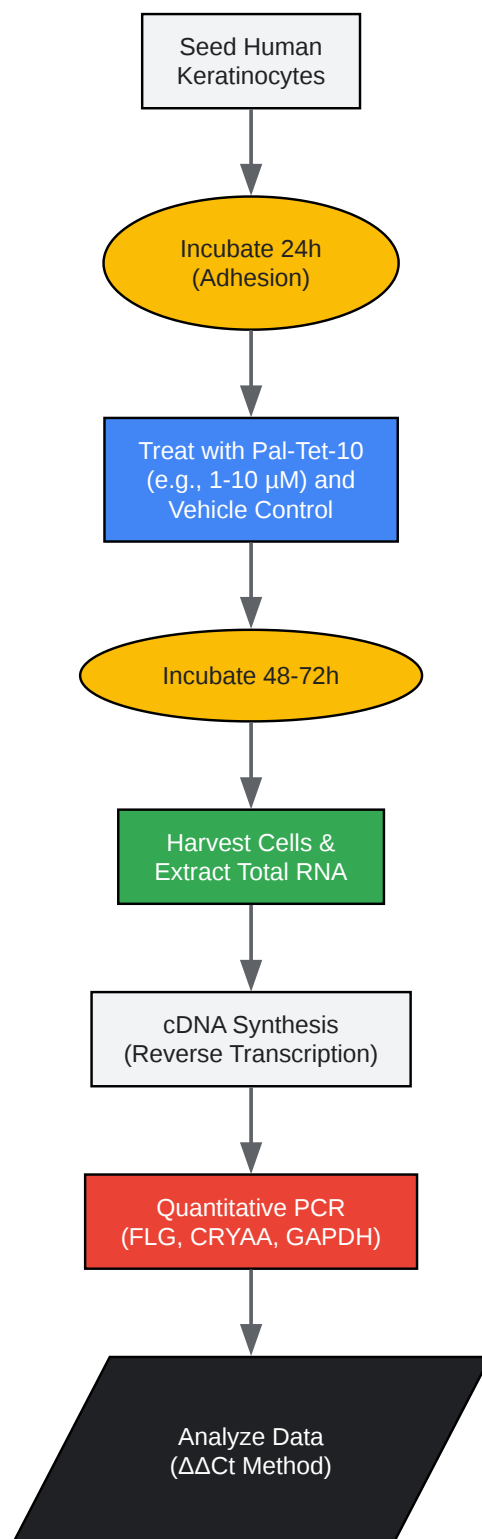 Seed Human
Keratinocytes
Incubate 24h
(Adhesion)
Treat with Pal-Tet-10
(e.g., 1-10 µM) and
Vehicle Control
Incubate 48-72h
Harvest Cells &
Extract Total RNA
cDNA Synthesis
(Reverse Transcription)
Quantitative PCR
(FLG, CRYAA, GAPDH)
Analyze Data
(ΔΔCt Method)